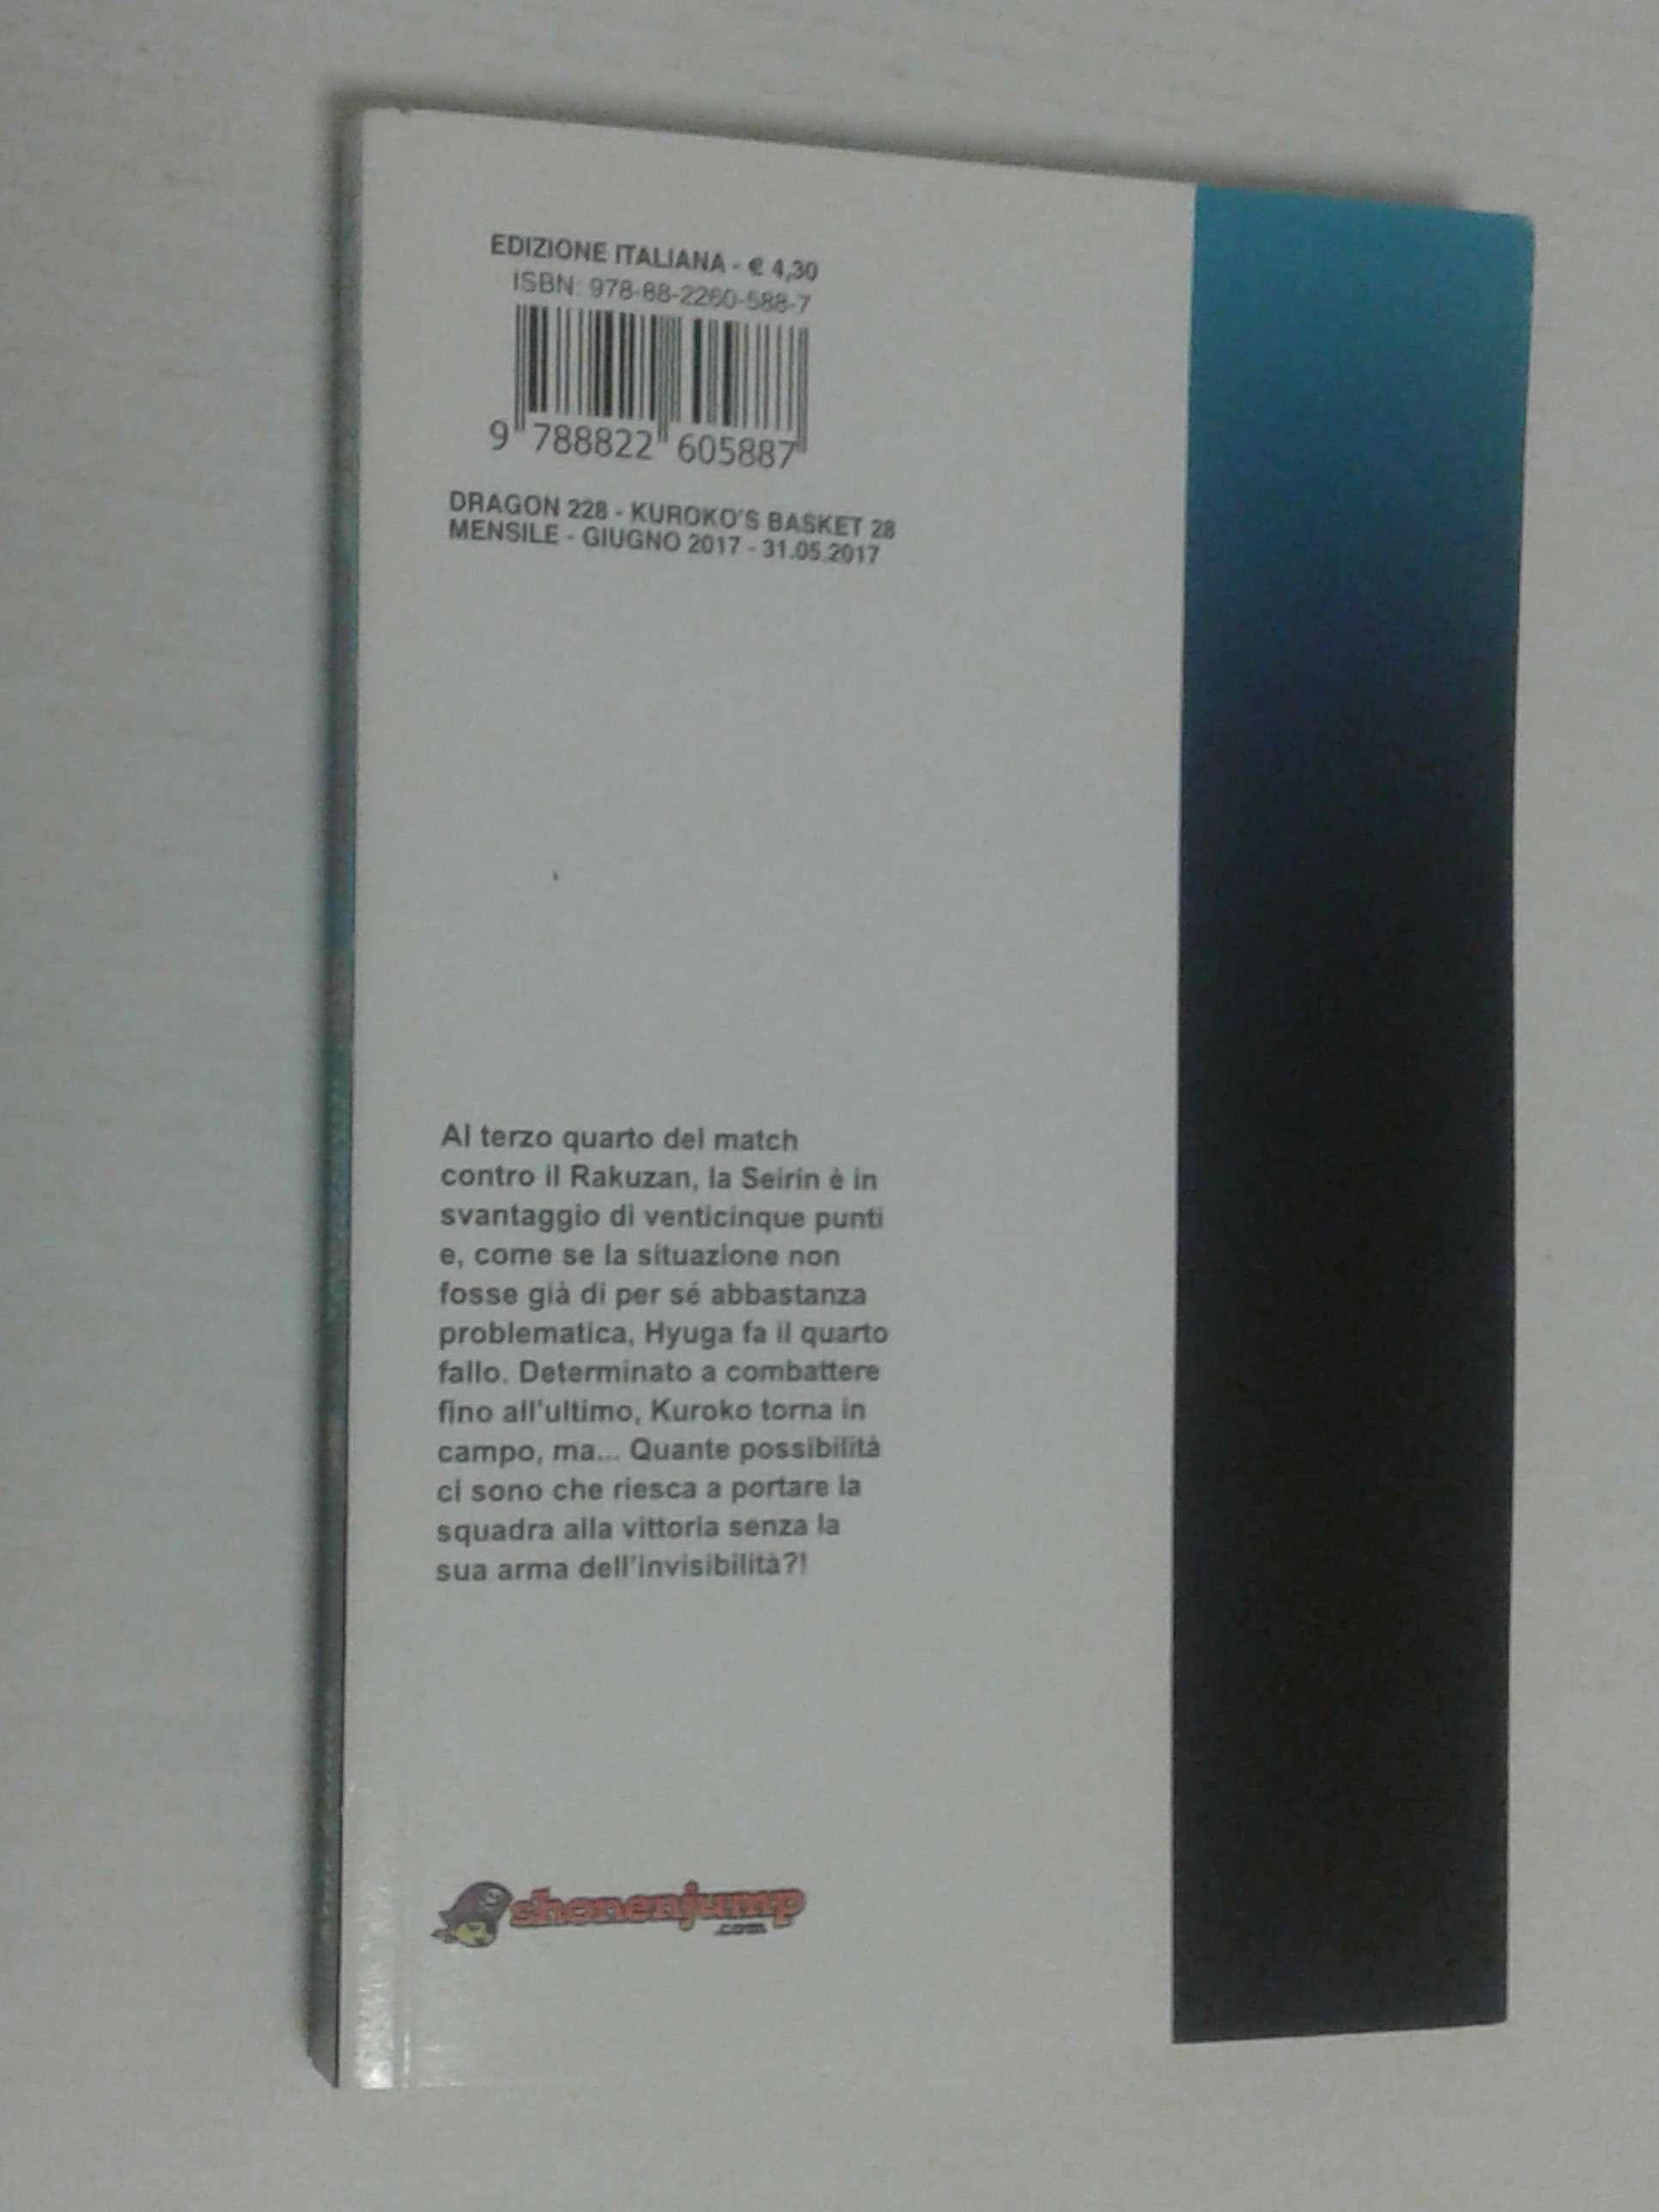 EDIZIONE ITALIANA - € 4,30
ISBN: 978-88-2260-588-7
9 788822 605887
DRAGON 228 - KUROKO'S BASKET 28
MENSILE - GIUGNO 2017 - 31.05.2017
Al terzo quarto del match
contro il Rakuzan, la Seirin è in
svantaggio di venticinque punti
e, come se la situazione non
fosse già di per sé abbastanza
problematica, Hyuga fa il quarto
fallo. Determinato a combattere
fino all'ultimo, Kuroko torna in
campo, ma... Quante possibilità
ci sono che riesca a portare la
squadra alla vittoria senza la
sua arma dell'invisibilità?!
shonenjump
.com